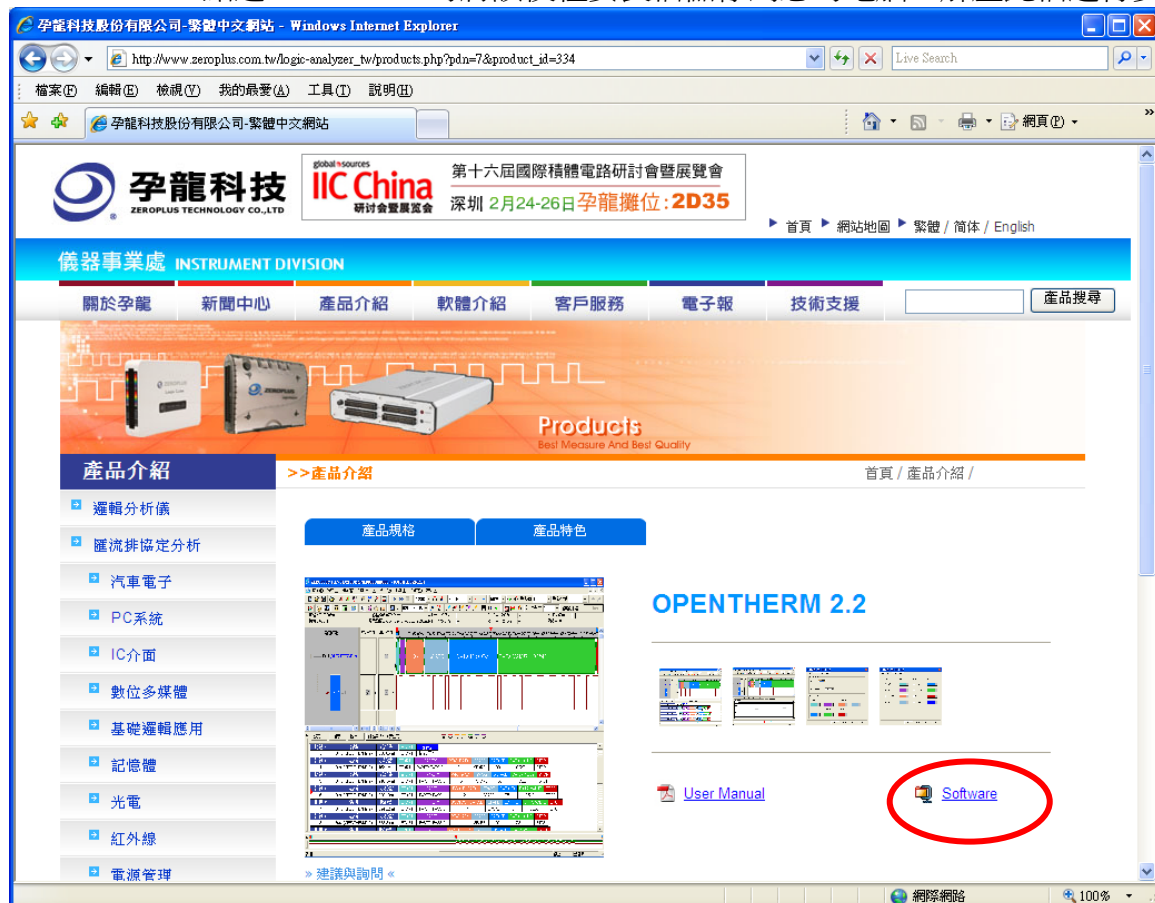 孕龍科技股份有限公司-繁體中文網站 - Windows Internet Explorer
http://www.zeroplus.com.tw/logic-analyzer_tw/products.php?pdn=7&product_id=334
Live Search
檔案(F) 編輯(E) 檢視(V) 我的最愛(A) 工具(T) 說明(H)
孕龍科技股份有限公司-繁體中文網站
網頁(P)
孕龍科技
ZEROPLUS TECHNOLOGY CO.,LTD
global sources
IIC China
研讨会暨展览会
第十六屆國際積體電路研討會暨展覽會
深圳 2月24-26日孕龍攤位:2D35
首頁 網站地圖 繁體 / 简体 / English
儀器事業處 INSTRUMENT DIVISION
關於孕龍 新聞中心 產品介紹 軟體介紹 客戶服務 電子報 技術支援 產品搜尋
Products
Best Measure And Best Quality
產品介紹
>>產品介紹
首頁 / 產品介紹 /
邏輯分析儀
匯流排協定分析
汽車電子
PC系統
IC介面
數位多媒體
基礎邏輯應用
記憶體
光電
紅外線
電源管理
產品規格 產品特色
OPENTHERM 2.2
User Manual Software
» 建議與詢問 «
網際網路 100%